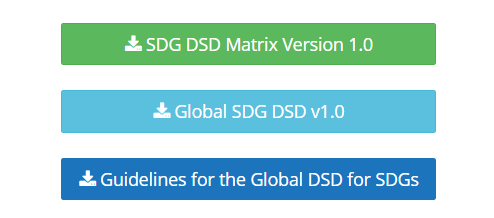 SDG DSD Matrix Version 1.0
Global SDG DSD v1.0
Guidelines for the Global DSD for SDGs